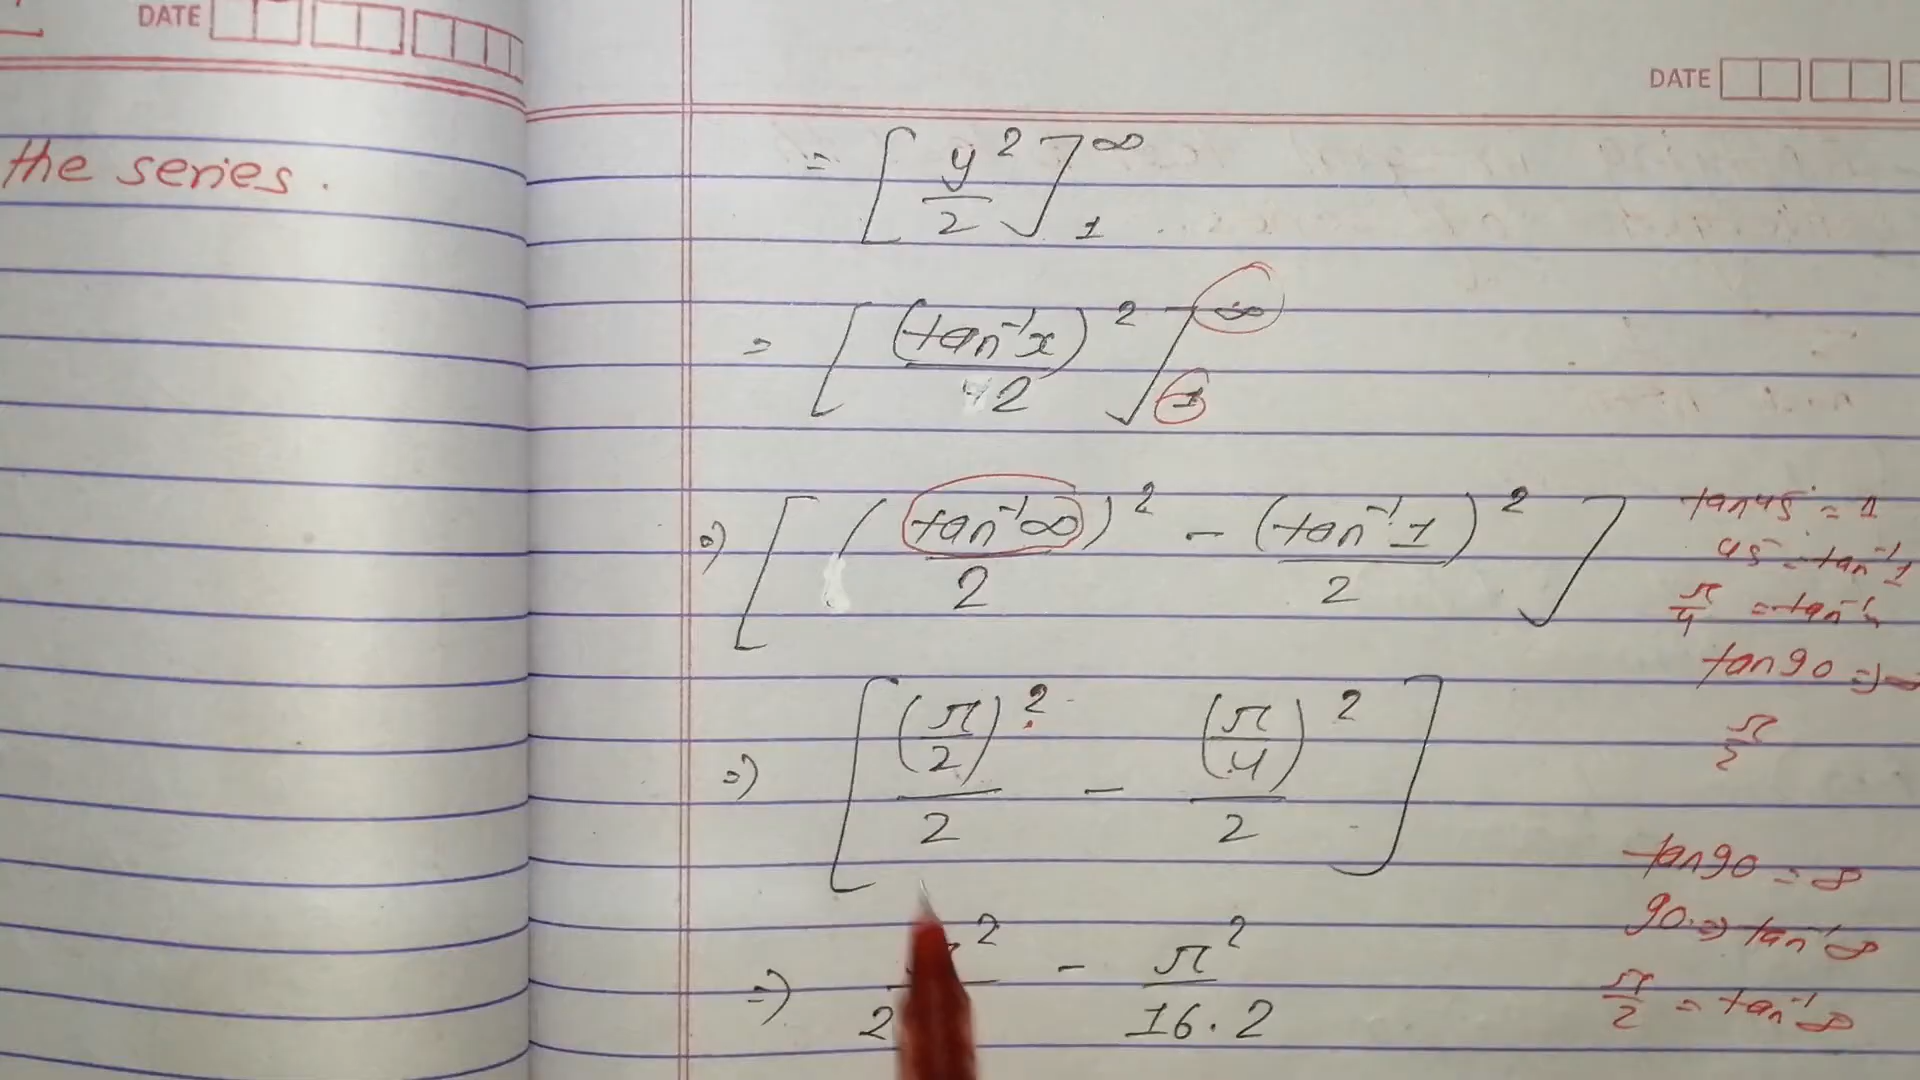 DATE
DATE
the series.
= [ y²/2 ]₁^∞
= [ (tan⁻¹x)²/2 ]₁^∞
⇒ [ (tan⁻¹∞)²/2 - (tan⁻¹1)²/2 ]
tan45° = 1
45 = tan⁻¹1
π/4 = tan⁻¹
tan90 ⇒ ∞
π/2
⇒ [ (π/2)²/2 - (π/4)²/2 ]
tan90 = ∞
90 ⇒ tan⁻¹∞
π/2 = tan⁻¹∞
⇒ 2 - π²/16.2